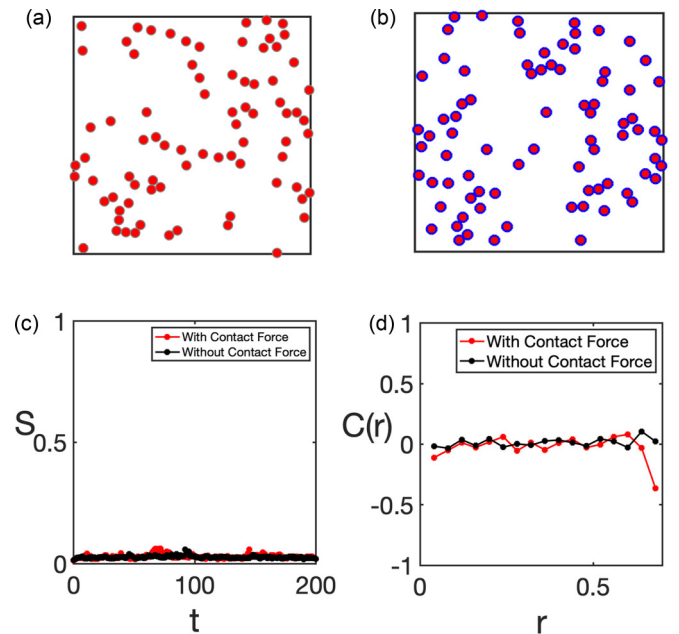 (a)
(b)
(c)
1
With Contact Force
Without Contact Force
S
0.5
0
0
100
200
t
(d)
1
With Contact Force
Without Contact Force
0.5
C(r)
0
-0.5
-1
0
0.5
r